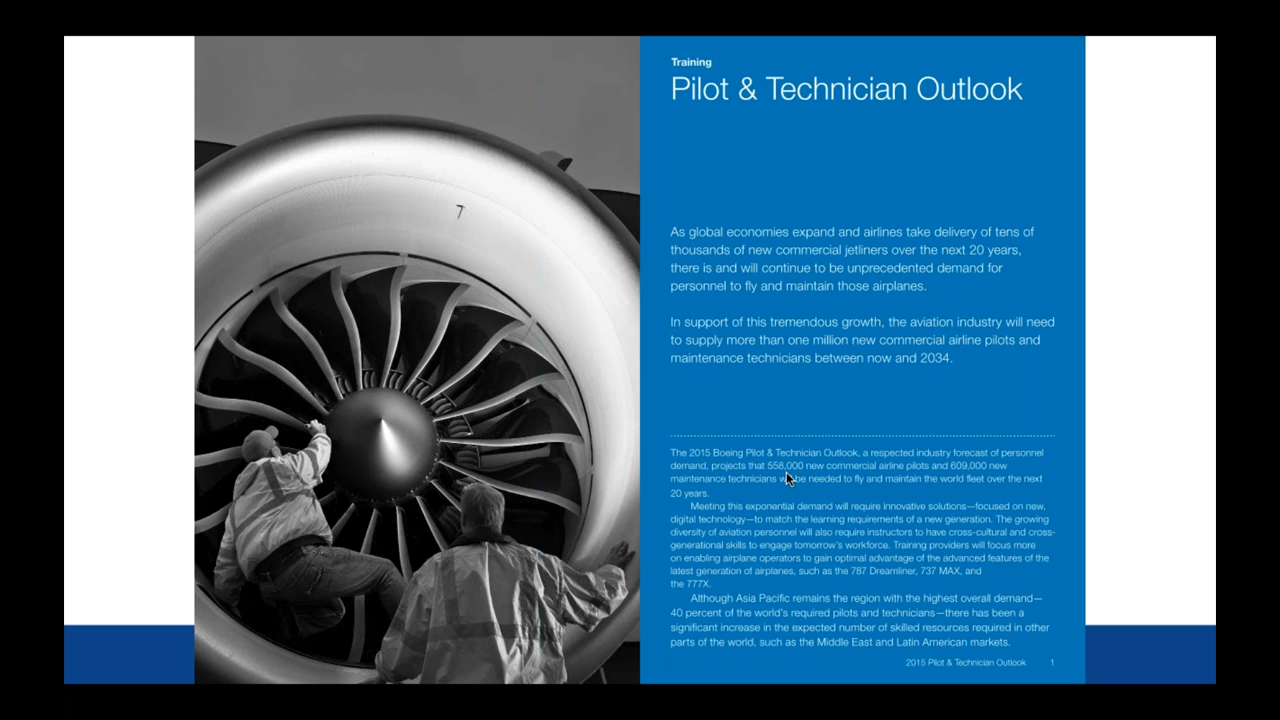 Training
Pilot & Technician Outlook
As global economies expand and airlines take delivery of tens of
thousands of new commercial jetliners over the next 20 years,
there is and will continue to be unprecedented demand for
personnel to fly and maintain those airplanes.
In support of this tremendous growth, the aviation industry will need
to supply more than one million new commercial airline pilots and
maintenance technicians between now and 2034.
The 2015 Boeing Pilot & Technician Outlook, a respected industry forecast of personnel
demand, projects that 558,000 new commercial airline pilots and 609,000 new
maintenance technicians be needed to fly and maintain the world fleet over the next
20 years.
Meeting this exponential demand will require innovative solutions—focused on new,
digital technology—to match the learning requirements of a new generation. The growing
diversity of aviation personnel will also require instructors to have cross-cultural and cross-
generational skills to engage tomorrow's workforce. Training providers will focus more
on enabling airplane operators to gain optimal advantage of the advanced features of the
latest generation of airplanes, such as the 787 Dreamliner, 737 MAX, and
the 777X.
Although Asia Pacific remains the region with the highest overall demand—
40 percent of the world's required pilots and technicians—there has been a
significant increase in the expected number of skilled resources required in other
parts of the world, such as the Middle East and Latin American markets.
2015 Pilot & Technician Outlook 1